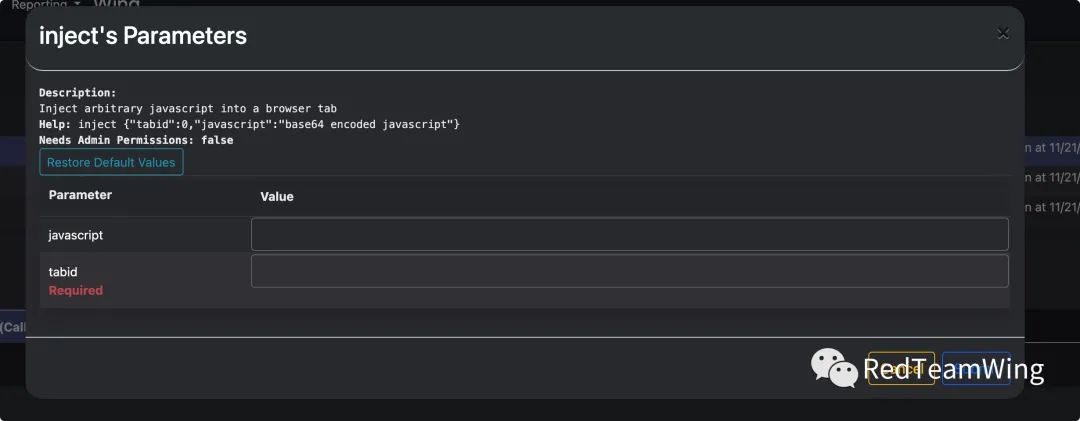 Reporting
Wing
inject's Parameters
×
Description:
Inject arbitrary javascript into a browser tab
Help: inject {"tabid":0,"javascript":"base64 encoded javascript"}
Needs Admin Permissions: false
Restore Default Values
n at 11/21/
Parameter
Value
n at 11/21/
n at 11/21/
javascript
tabid
Required
(Call
Cancel
RedTeamWing